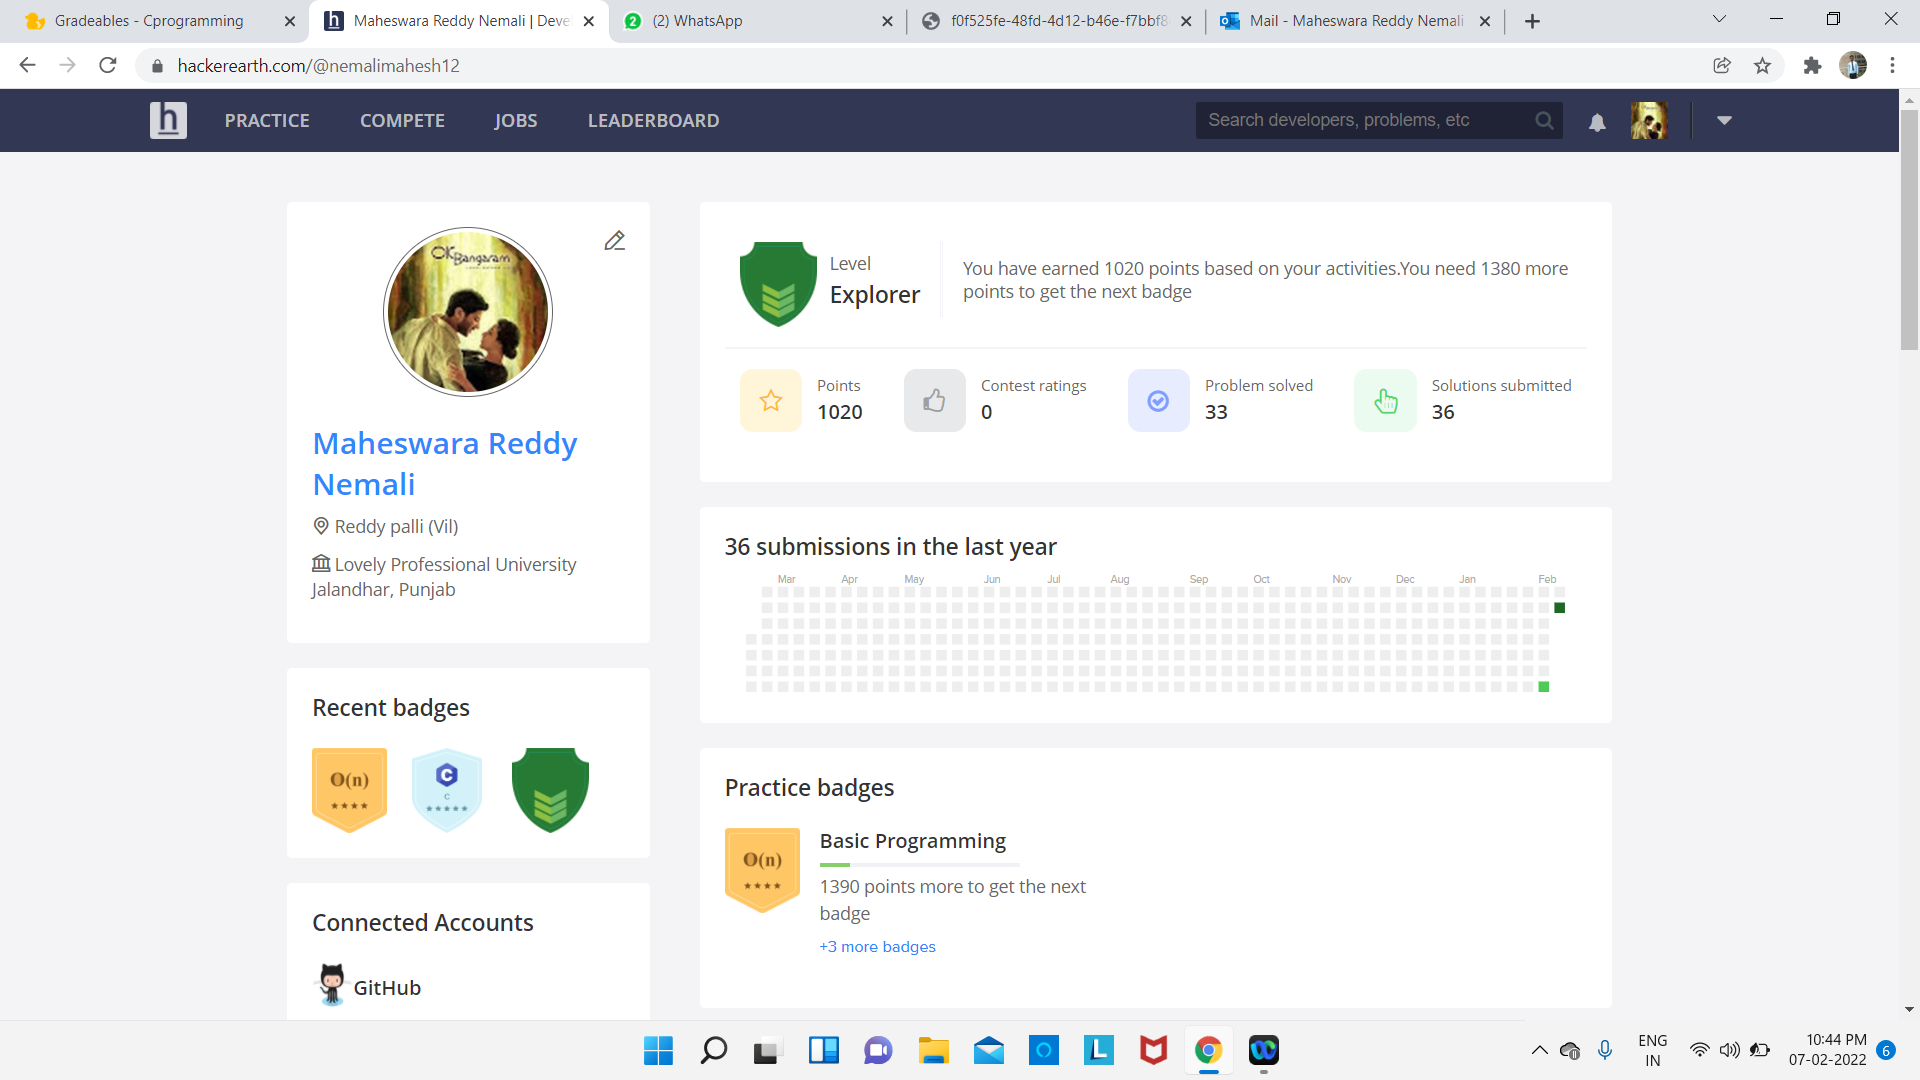 Gradeables - Cprogramming
Maheswara Reddy Nemali | Deve
(2) WhatsApp
f0f525fe-48fd-4d12-b46e-f7bbf8
Mail - Maheswara Reddy Nemali
hackerearth.com/@nemalimahesh12
h PRACTICE COMPETE JOBS LEADERBOARD
Search developers, problems, etc
OK Bangaram
Maheswara Reddy
Nemali
Reddy palli (Vil)
Lovely Professional University
Jalandhar, Punjab
Level
Explorer
You have earned 1020 points based on your activities.You need 1380 more
points to get the next badge
Points
1020
Contest ratings
0
Problem solved
33
Solutions submitted
36
36 submissions in the last year
Mar Apr May Jun Jul Aug Sep Oct Nov Dec Jan Feb
Recent badges
O(n)
C
C
Practice badges
O(n)
Basic Programming
1390 points more to get the next
badge
+3 more badges
Connected Accounts
GitHub
L
ENG
IN
10:44 PM
07-02-2022
6